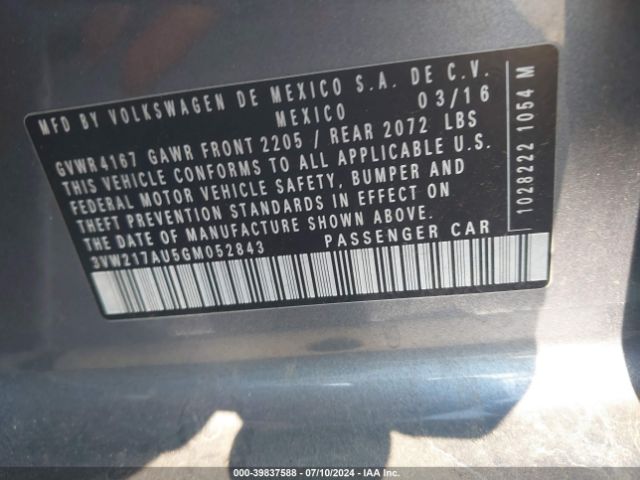 MFD BY VOLKSWAGEN DE MEXICO S.A. DE C.V.
MEXICO 03/16
GVWR4167 GAWR FRONT 2205 / REAR 2072 LBS
THIS VEHICLE CONFORMS TO ALL APPLICABLE U.S.
FEDERAL MOTOR VEHICLE SAFETY, BUMPER AND
THEFT PREVENTION STANDARDS IN EFFECT ON
THE DATE OF MANUFACTURE SHOWN ABOVE.
3VW217AU5GM052843 PASSENGER CAR
1028222 1054 M
000-39837588 - 07/10/2024 - IAA Inc.